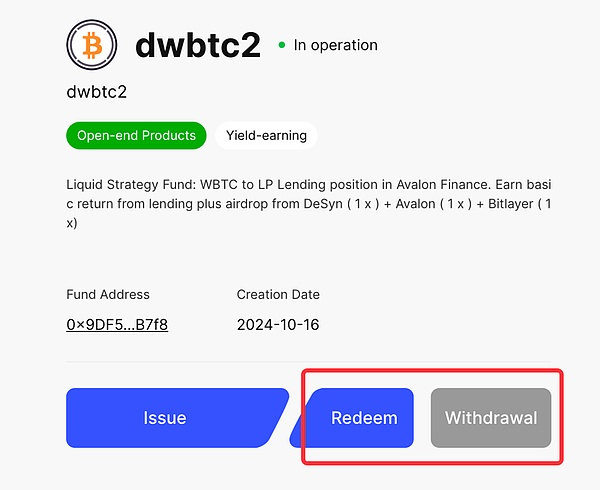 dwbtc2
In operation
dwbtc2
Open-end Products
Yield-earning
Liquid Strategy Fund: WBTC to LP Lending position in Avalon Finance. Earn basi
c return from lending plus airdrop from DeSyn ( 1 x ) + Avalon ( 1 x ) + Bitlayer ( 1
x)
Fund Address
Creation Date
0x9DF5...B7f8
2024-10-16
Issue
Redeem
Withdrawal